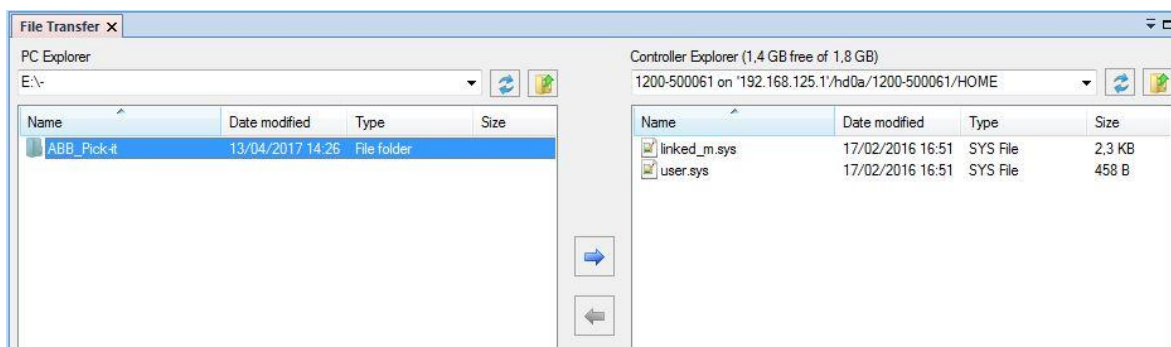 File Transfer X
PC Explorer
E:\-
Name Date modified Type Size
ABB_Pick-it 13/04/2017 14:26 File folder
Controller Explorer (1,4 GB free of 1,8 GB)
1200-500061 on '192.168.125.1'/hd0a/1200-500061/HOME
Name Date modified Type Size
linked_m.sys 17/02/2016 16:51 SYS File 2,3 KB
user.sys 17/02/2016 16:51 SYS File 458 B